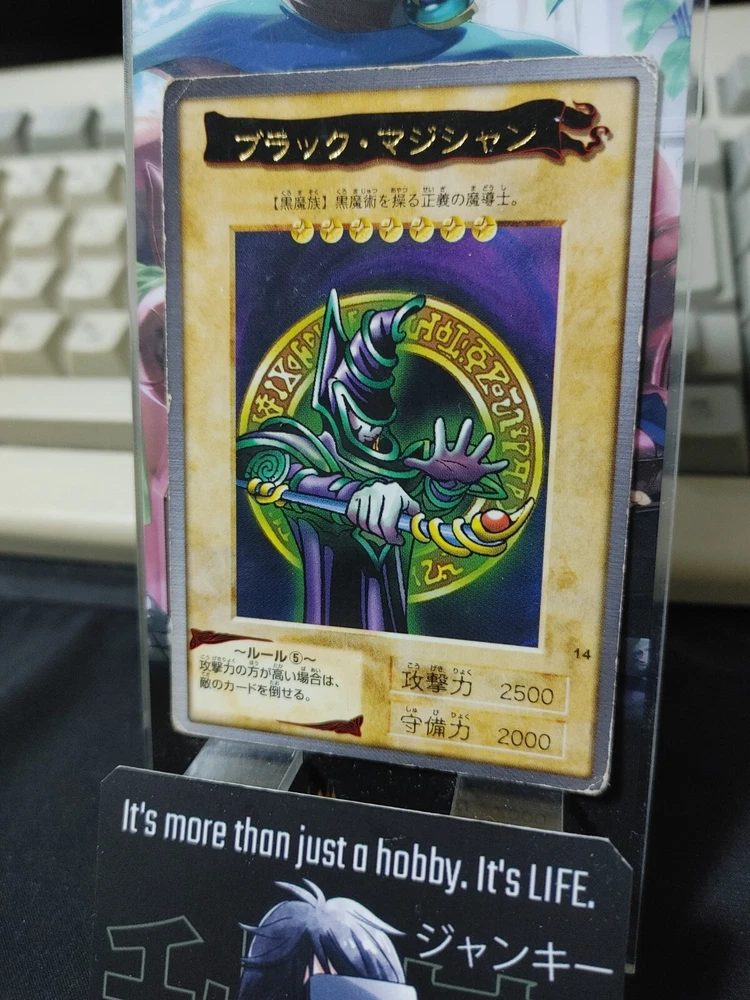 ブラック・マジシャン
【黒魔族】黒魔術を操る正義の魔導士。
14
～ルール⑤～
攻撃力の方が高い場合は、
敵のカードを倒せる。
攻撃力 2500
守備力 2000
It's more than just a hobby. It's LIFE.
ジャンキー